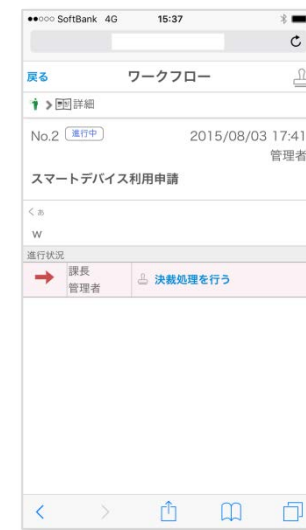 SoftBank 4G 15:37
戻る ワークフロー
詳細
No.2 進行中 2015/08/03 17:41
管理者
スマートデバイス利用申請
くぁ
w
進行状況
課長
管理者
決裁処理を行う